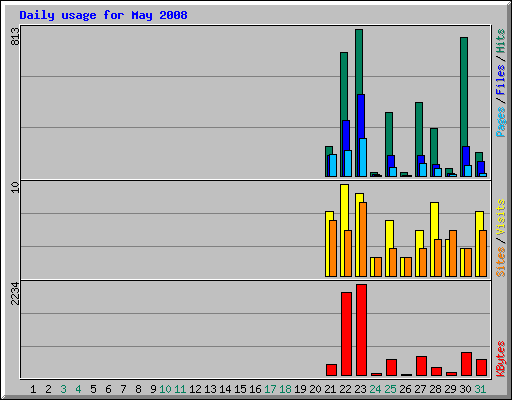 Daily usage for May 2008
813
Pages / Files / Hits
10
Sites / Visits
2234
KBytes
1 2 3 4 5 6 7 8 9 10 11 12 13 14 15 16 17 18 19 20 21 22 23 24 25 26 27 28 29 30 31